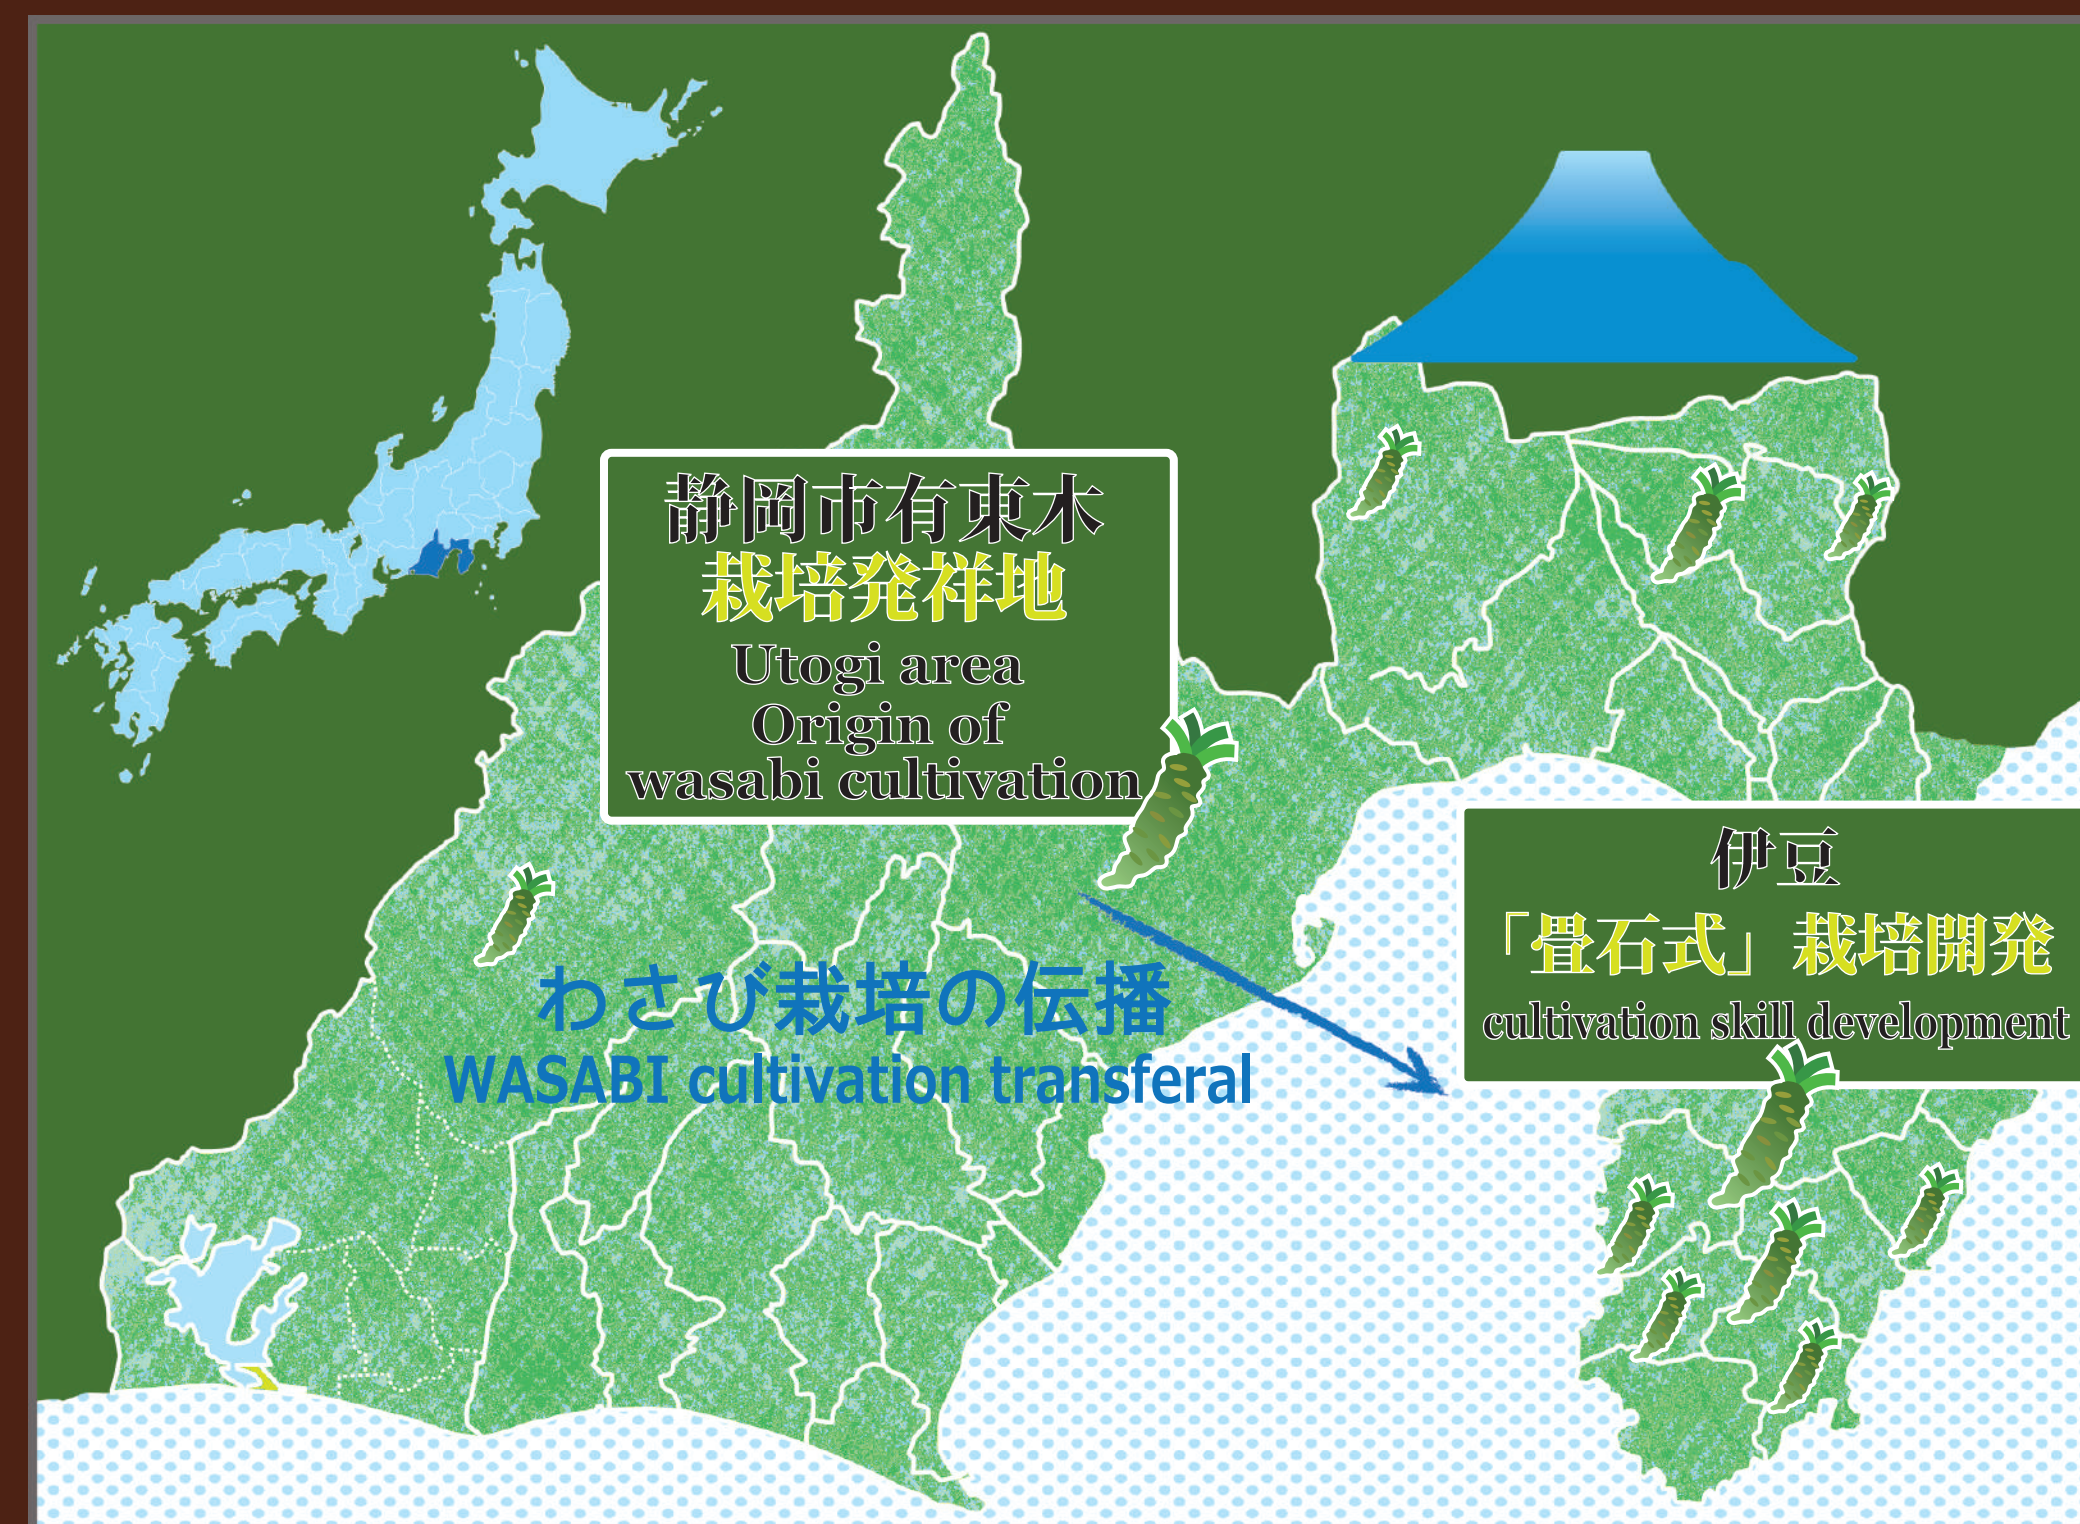 静岡市有東木
栽培発祥地
Utogi area
Origin of
wasabi cultivation
わさび栽培の伝播
WASABI cultivation transferal
伊豆
「畳石式」栽培開発
cultivation skill development